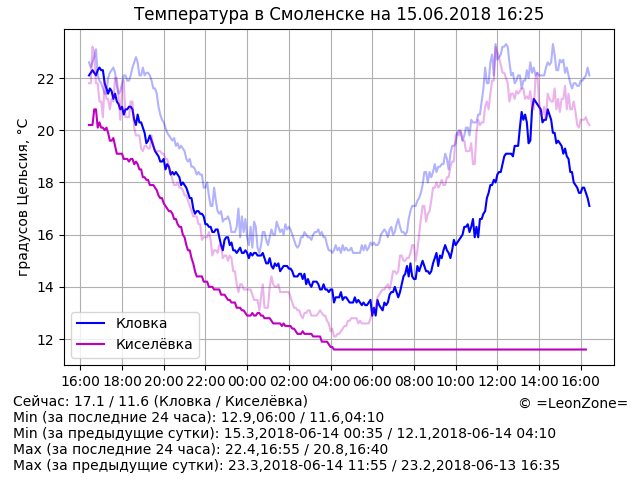 Температура в Смоленске на 15.06.2018 16:25
градусов Цельсия, °C
22
20
18
16
14
12
Кловка
Киселёвка
16:00 18:00 20:00 22:00 00:00 02:00 04:00 06:00 08:00 10:00 12:00 14:00 16:00
Сейчас: 17.1 / 11.6 (Кловка / Киселёвка)
© =LeonZone=
Min (за последние 24 часа): 12.9,06:00 / 11.6,04:10
Min (за предыдущие сутки): 15.3,2018-06-14 00:35 / 12.1,2018-06-14 04:10
Max (за последние 24 часа): 22.4,16:55 / 20.8,16:40
Max (за предыдущие сутки): 23.3,2018-06-14 11:55 / 23.2,2018-06-13 16:35